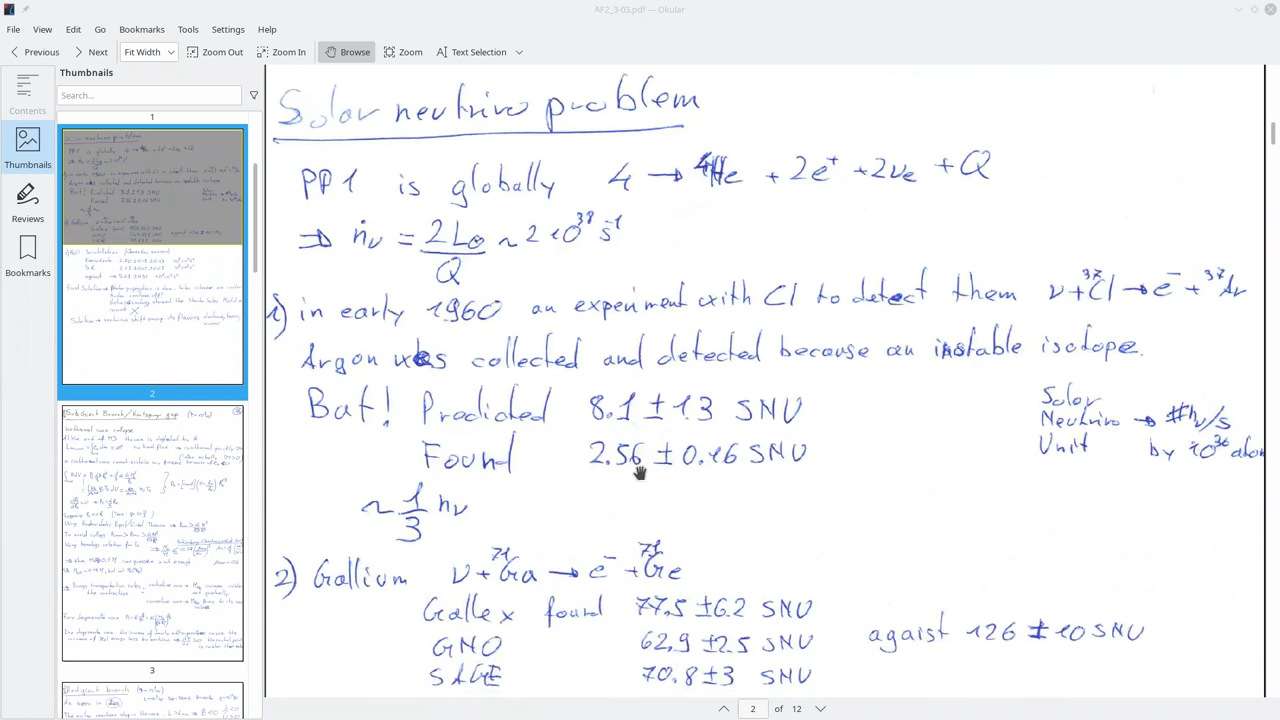 AF2_3-03.pdf — Okular
File View Edit Go Bookmarks Tools Settings Help
Previous Next Fit Width Zoom Out Zoom In Browse Zoom Text Selection
Thumbnails
Contents
Search...
Thumbnails
Reviews
Bookmarks
1
2
3
Solar neutrino problem
PP1 is globally 4 → ⁴He + 2e⁺ + 2νe + Q
⇒ ṅν = 2L⊙/Q ~ 2·10³⁸ s⁻¹
1) in early 1960 an experiment with Cl to detect them ν + ³⁷Cl → e⁻ + ³⁷Ar
Argon was collected and detected because an instable isotope.
But! Predicted 8.1 ± 1.3 SNU
Found 2.56 ± 0.16 SNU
Solar
Neutrino → #ν/s
Unit by 10³⁶ atom
~ 1/3 nν
2) Gallium ν + ⁷¹Ga → e⁻ + ⁷¹Ge
Gallex found 77.5 ± 6.2 SNU
GNO 62.9 ± 2.5 SNU agaist 126 ± 10 SNU
SAGE 70.8 ± 3 SNU
2 of 12